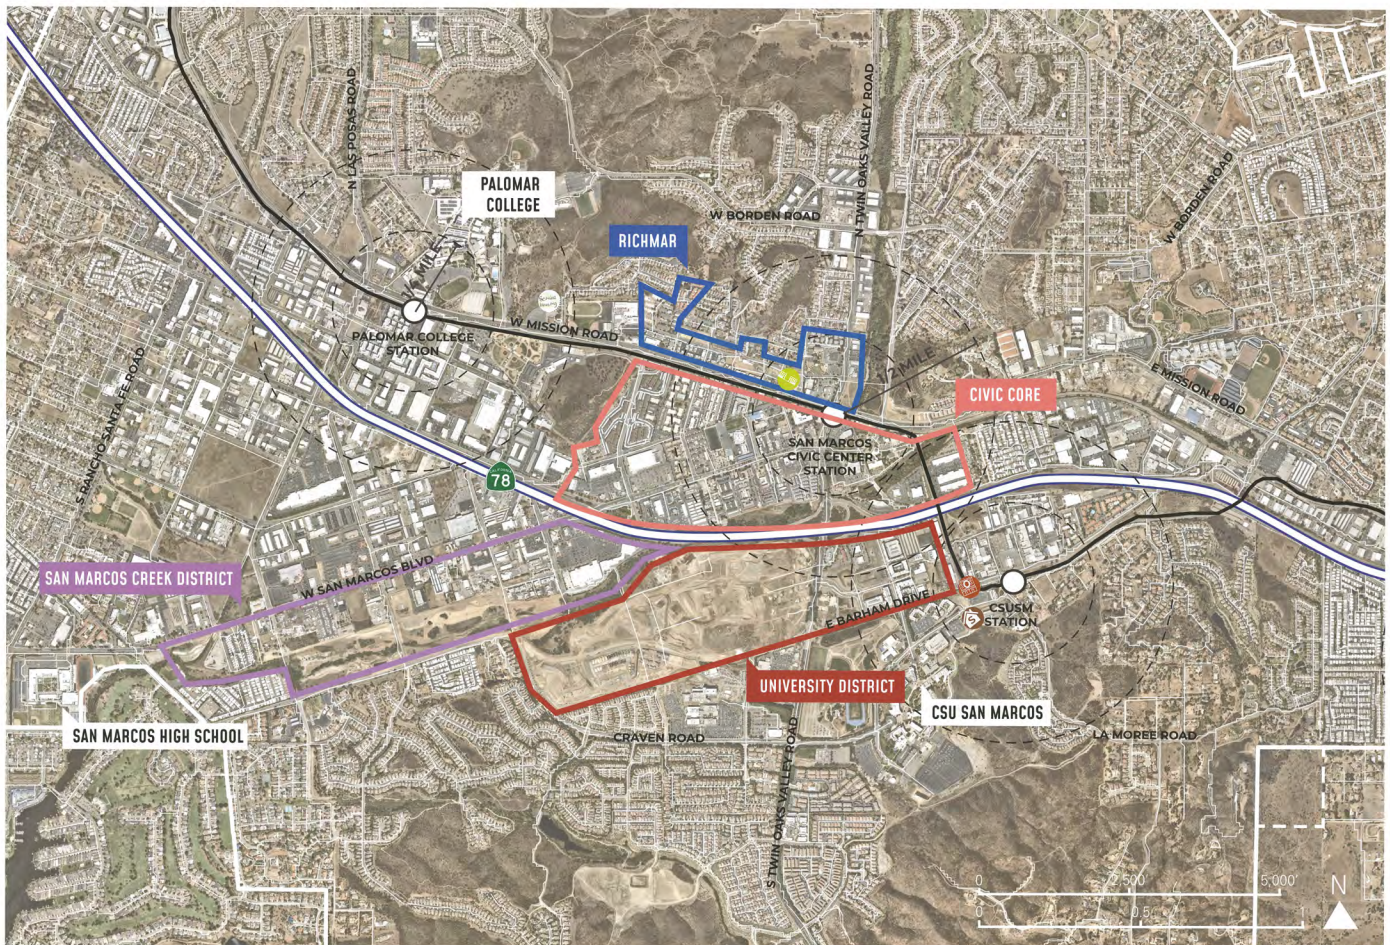 N LAS POSAS ROAD
N TWIN OAKS VALLEY ROAD
PALOMAR
COLLEGE
W BORDEN ROAD
W BORDEN ROAD
RICHMAR
1/4 MILE
W MISSION ROAD
PALOMAR COLLEGE
STATION
1/2 MILE
E MISSION ROAD
S RANCHO SANTA FE ROAD
CIVIC CORE
SAN MARCOS
CIVIC CENTER
STATION
78
SAN MARCOS CREEK DISTRICT
W SAN MARCOS BLVD
E BARHAM DRIVE
CSUSM
STATION
UNIVERSITY DISTRICT
CSU SAN MARCOS
SAN MARCOS HIGH SCHOOL
CRAVEN ROAD
LA MOREE ROAD
S TWIN OAKS VALLEY ROAD
0 2,500' 5,000'
0 0.5 1
N